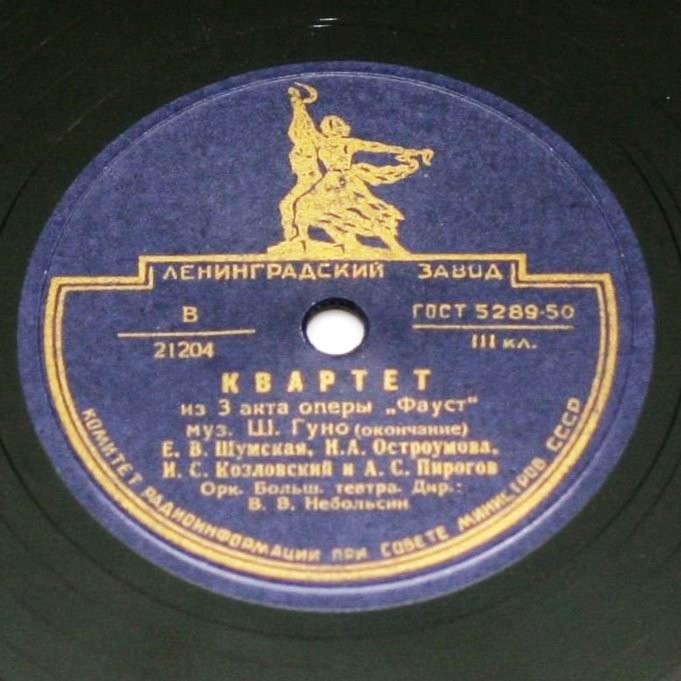 ЛЕНИНГРАДСКИЙ ЗАВОД
В
ГОСТ 5289-50
21204
III кл.
КВАРТЕТ
из 3 акта оперы „Фауст“
муз. Ш. Гуно (окончание)
Е. В. Шумская, Н.А. Остроумова,
И. С. Козловский и А. С. Пирогов
Орк. Больш. театра. Дир.:
В. В. Небольсин
КОМИТЕТ РАДИОИНФОРМАЦИИ ПРИ СОВЕТЕ МИНИСТРОВ СССР